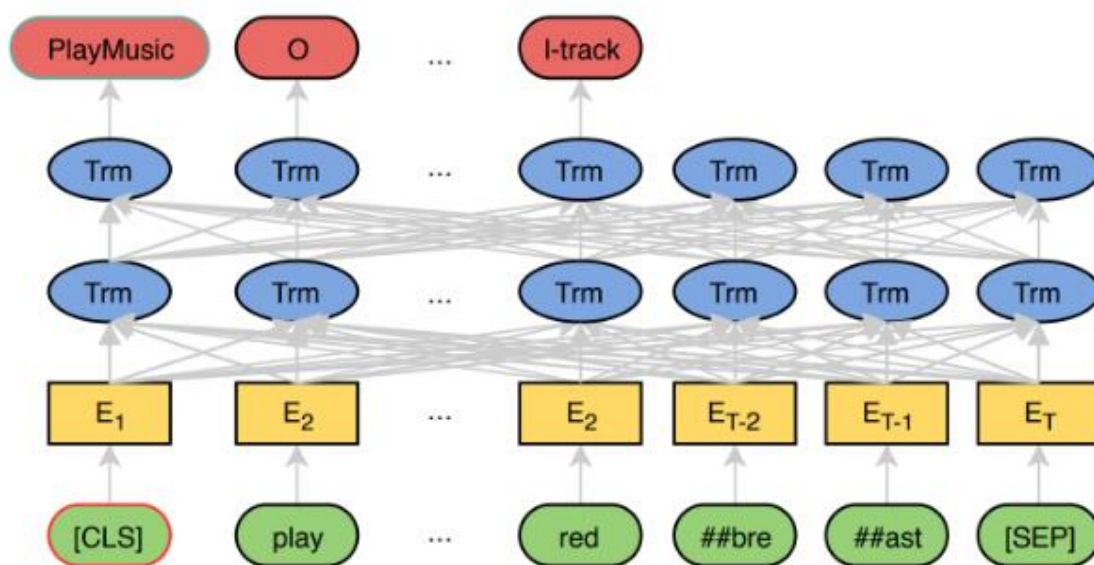 PlayMusic O ... I-track
Trm Trm ... Trm Trm Trm Trm
Trm Trm ... Trm Trm Trm Trm
E1 E2 ... E2 ET-2 ET-1 ET
[CLS] play ... red ##bre ##ast [SEP]